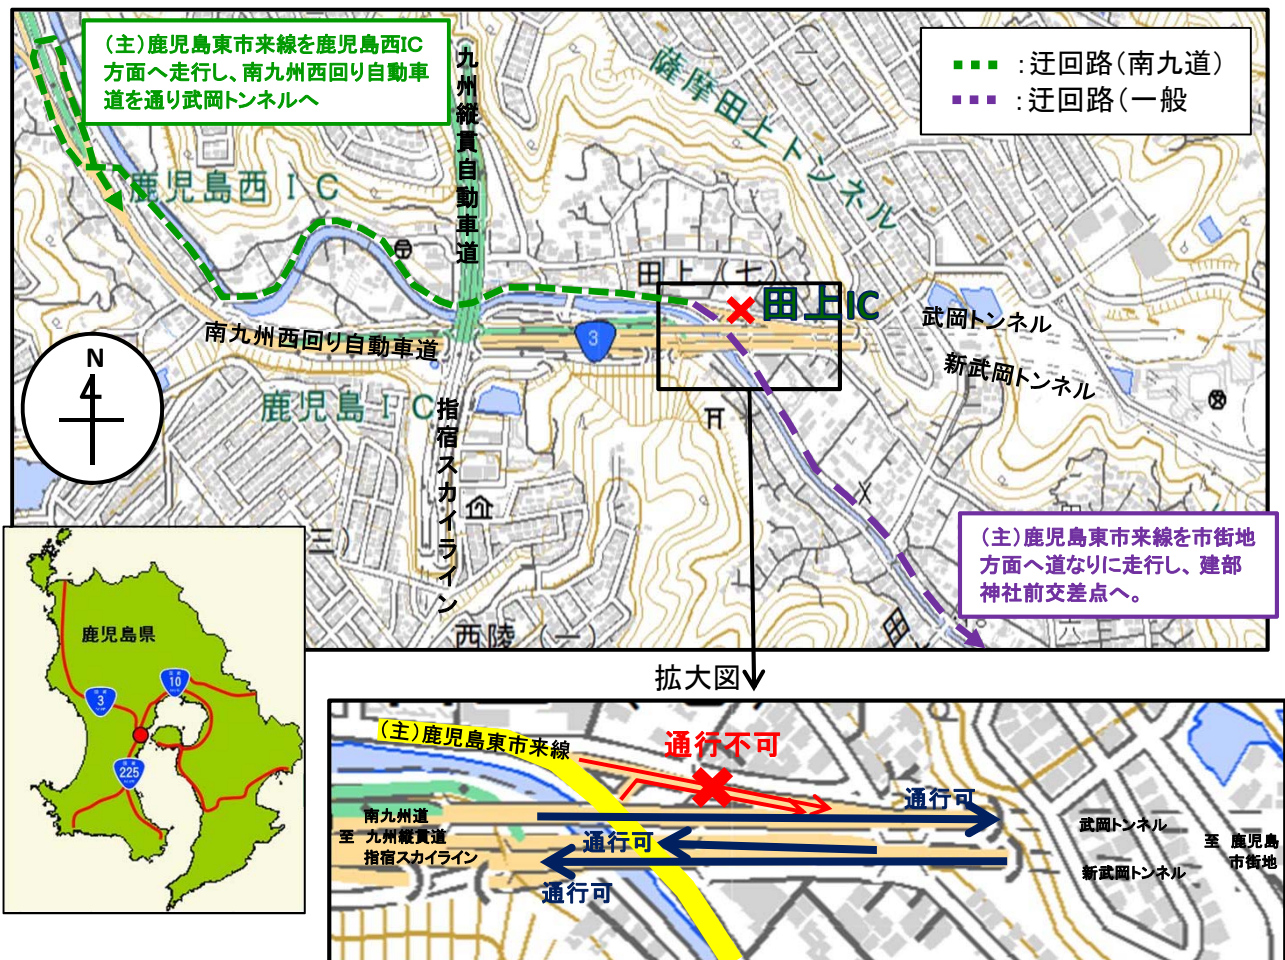 (主)鹿児島東市来線を鹿児島西IC
方面へ走行し、南九州西回り自動車
道を通り武岡トンネルへ
九州縦貫自動車道
薩摩田上トンネル
:迂回路(南九道)
:迂回路(一般
鹿児島西IC
田上(七)
田上IC
武岡トンネル
新武岡トンネル
南九州西回り自動車道
3
N
鹿児島IC
指宿スカイライン
三)
西陵(一)
田
(主)鹿児島東市来線を市街地
方面へ道なりに走行し、建部
神社前交差点へ。
鹿児島県
3
10
225
拡大図
(主)鹿児島東市来線
通行不可
通行可
南九州道
至 九州縦貫道
指宿スカイライン
通行可
通行可
武岡トンネル
新武岡トンネル
至 鹿児島
市街地